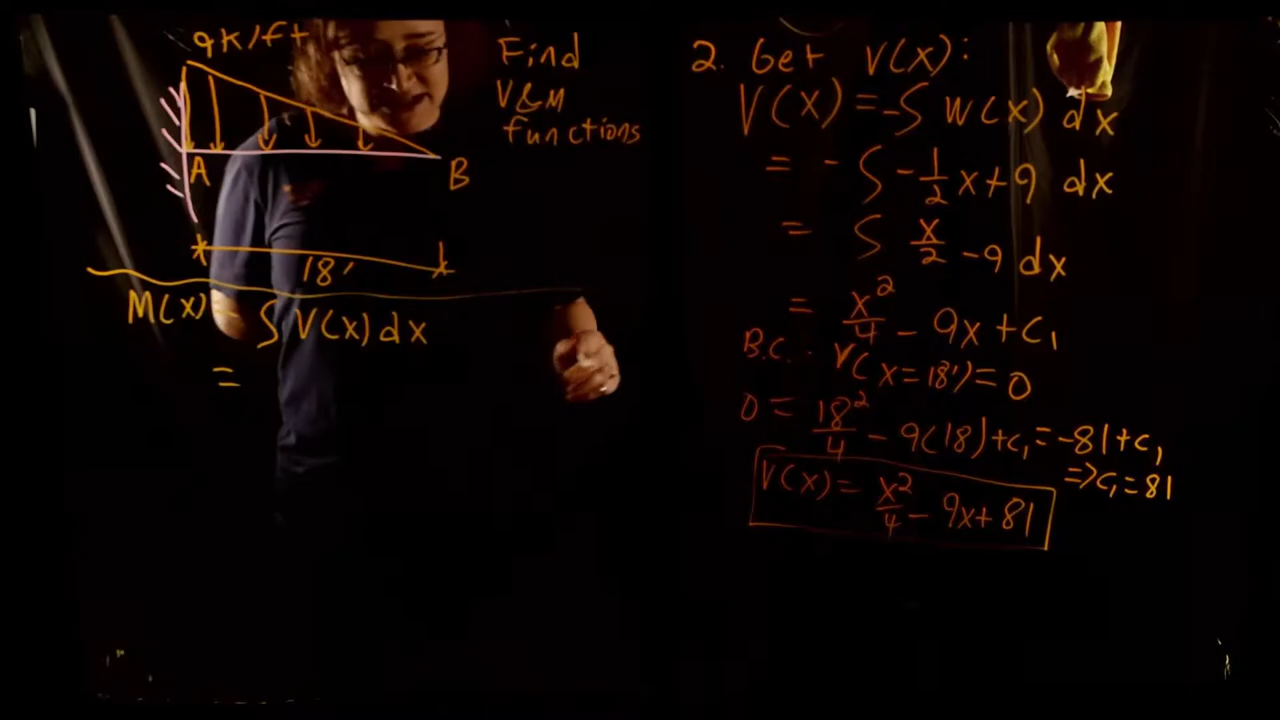 9k/ft
A
B
18'
Find
V&M
functions
M(x) = ∫ V(x) dx
=
2. Get V(x):
V(x) = -∫ W(x) dx
= - ∫ -1/2 x + 9 dx
= ∫ x/2 - 9 dx
= x²/4 - 9x + C₁
B.C. : V(x=18') = 0
0 = 18²/4 - 9(18) + C₁ = -81 + C₁
⇒ C₁ = 81
V(x) = x²/4 - 9x + 81